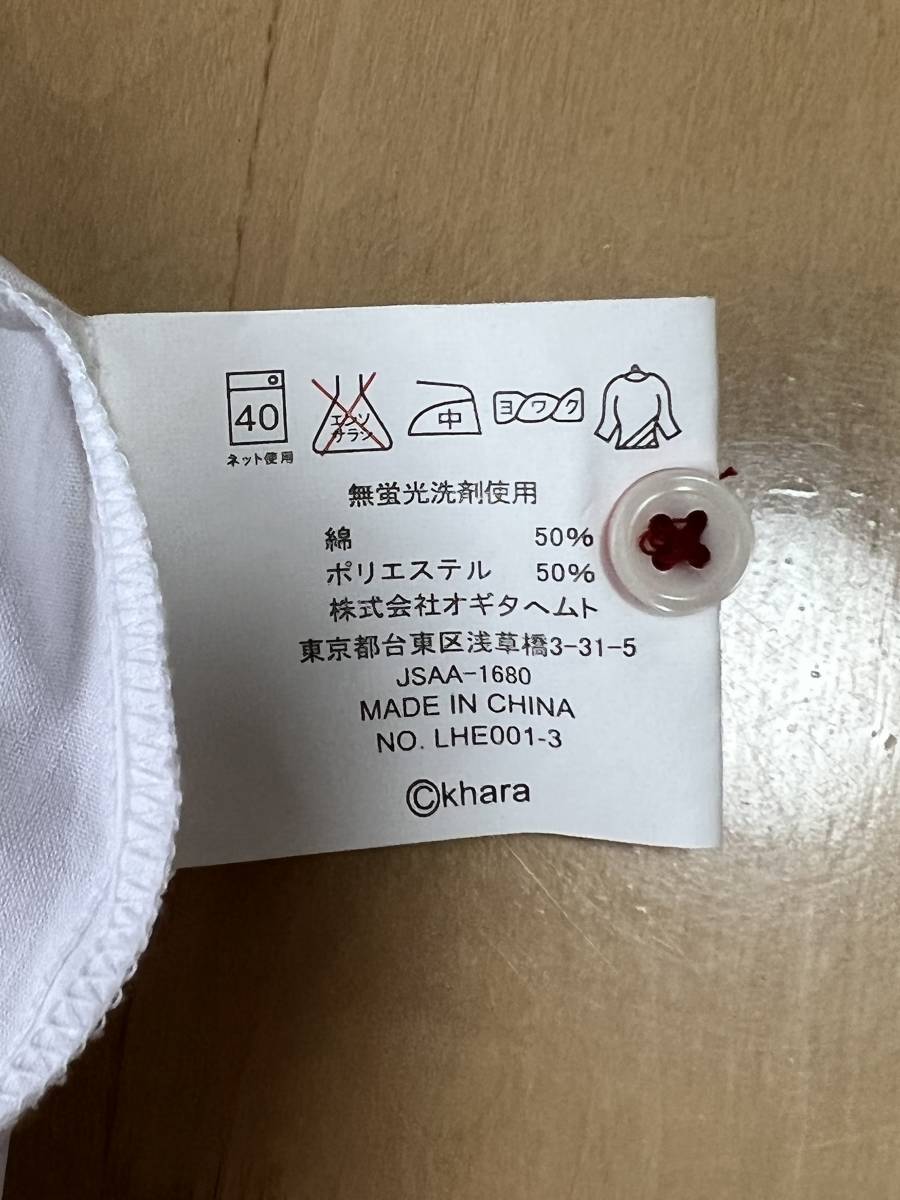 40
ネット使用
エンソ
サラシ
中
ヨワク
無蛍光洗剤使用
綿 50%
ポリエステル 50%
株式会社オギタヘムト
東京都台東区浅草橋3-31-5
JSAA-1680
MADE IN CHINA
NO. LHE001-3
©khara